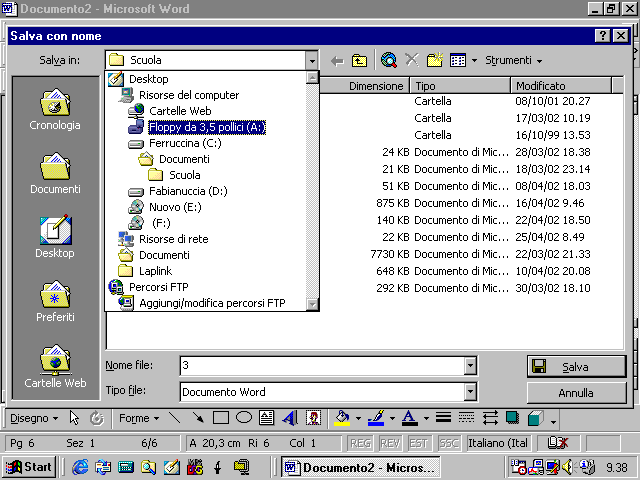 Documento2 - Microsoft Word
Salva con nome
Salva in:
Scuola
Strumenti
Desktop
Risorse del computer
Cartelle Web
Floppy da 3,5 pollici (A:)
Ferruccina (C:)
Documenti
Scuola
Fabianuccia (D:)
Nuovo (E:)
(F:)
Risorse di rete
Documenti
Laplink
Percorsi FTP
Aggiungi/modifica percorsi FTP
Dimensione Tipo Modificato
Cartella 08/10/01 20.27
Cartella 17/03/02 10.19
Cartella 16/10/99 13.53
24 KB Documento di Mic... 28/03/02 18.38
21 KB Documento di Mic... 18/03/02 23.14
51 KB Documento di Mic... 08/04/02 18.03
875 KB Documento di Mic... 16/04/02 9.46
140 KB Documento di Mic... 22/04/02 18.50
22 KB Documento di Mic... 25/04/02 8.49
7730 KB Documento di Mic... 22/03/02 21.33
648 KB Documento di Mic... 10/04/02 20.08
292 KB Documento di Mic... 30/03/02 18.10
Cronologia
Documenti
Desktop
Preferiti
Cartelle Web
Nome file: 3
Salva
Tipo file: Documento Word
Annulla
Disegno Forme
Pg 6 Sez 1 6/6 A 20,3 cm Ri 6 Col 1 REG REV EST SSC Italiano (Ital
Start Documento2 - Micros... 9.38